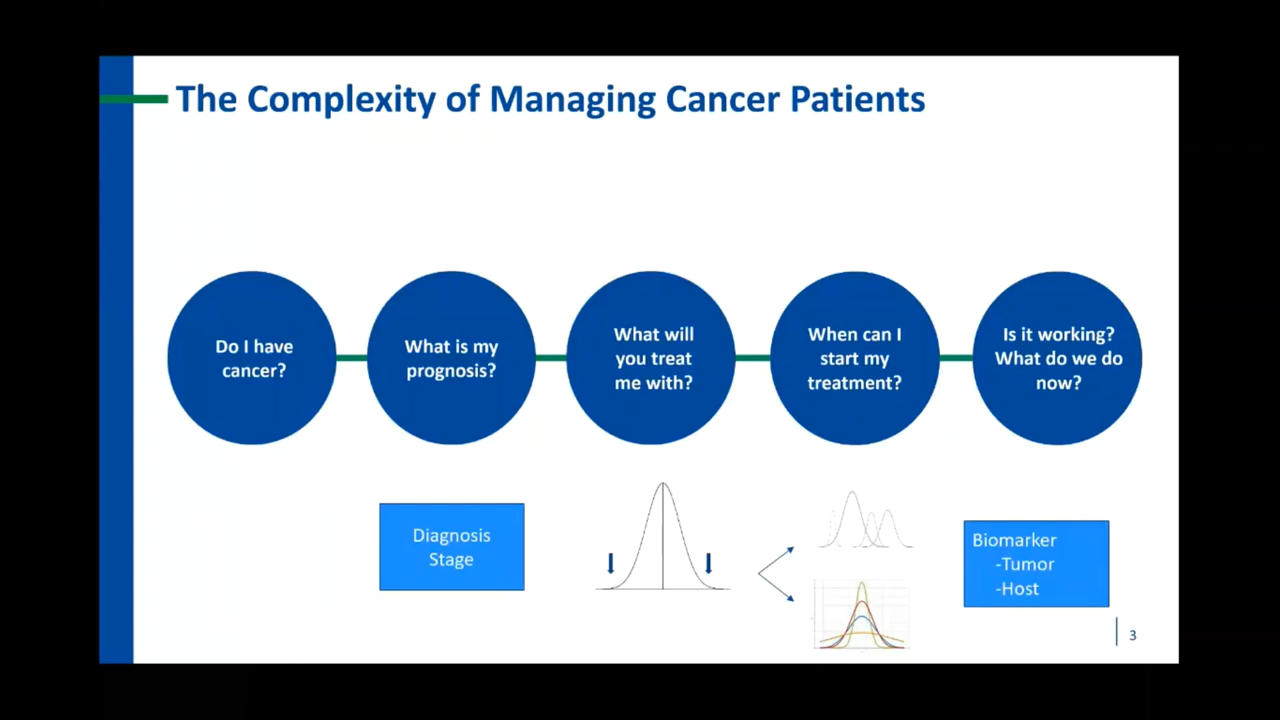 The Complexity of Managing Cancer Patients
Do I have
cancer?
What is my
prognosis?
What will
you treat
me with?
When can I
start my
treatment?
Is it working?
What do we do
now?
Diagnosis
Stage
Biomarker
-Tumor
-Host
3